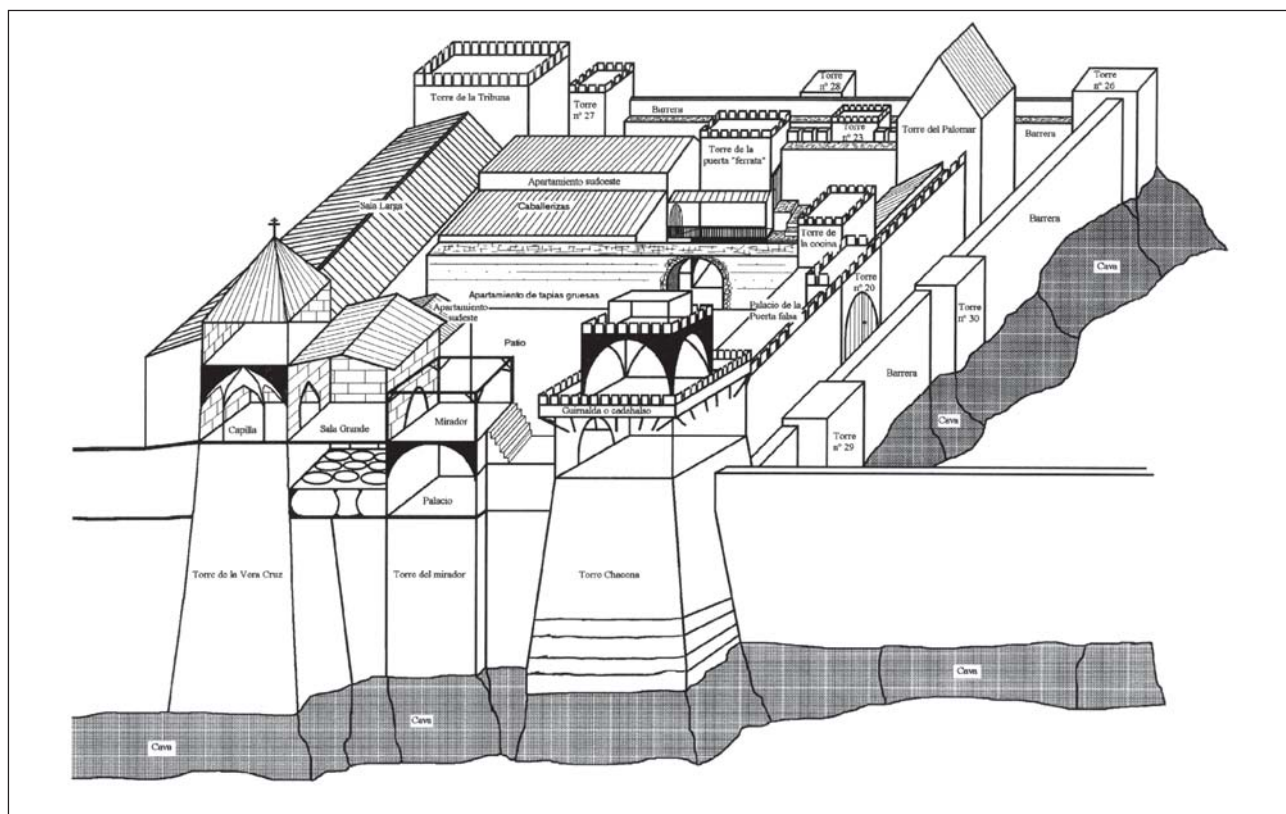 Torre
nº 28
Torre
nº 26
Torre de la Tribuna
Torre
nº 27
Barrera
Torre
nº 23
Torre del Palomar
Barrera
Torre de la
puerta "ferrata"
Apartamento sudoeste
Sala Larga
Caballerizas
Barrera
Torre de
la cocina
Cava
Torre
nº 20
Apartamento de tapias gruesas
Apartamento
sudeste
Palacio de la
Puerta falsa
Torre
nº 30
Patio
Barrera
Guirnalda o cadahalso
Cava
Capilla
Sala Grande
Mirador
Torre
nº 29
Palacio
Torre de la Vera Cruz
Torre del mirador
Torre Chacona
Cava
Cava
Cava